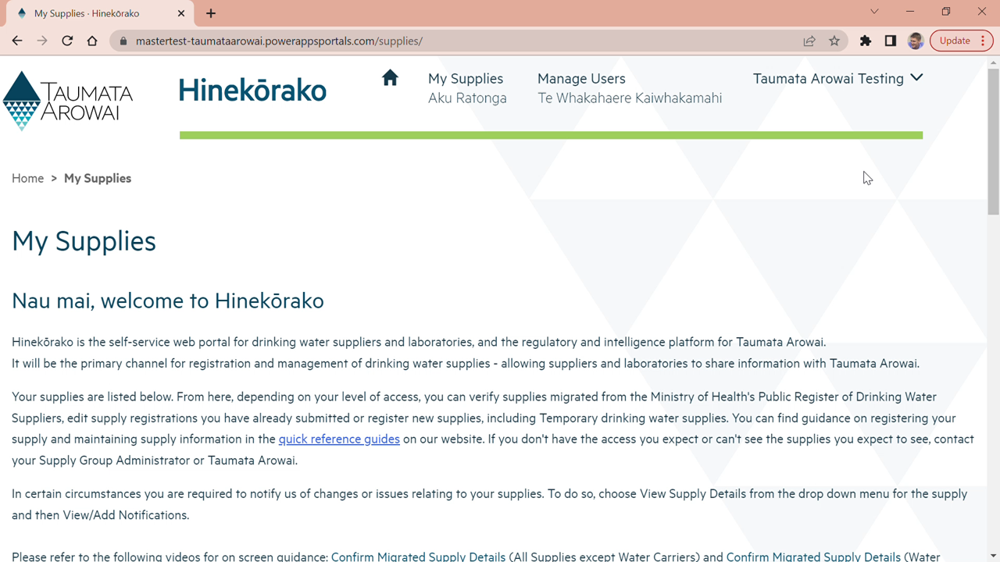 My Supplies · Hinekōrako
mastertest-taumataarowai.powerappsportals.com/supplies/
Update
TAUMATA
AROWAI
Hinekōrako
My Supplies
Aku Ratonga
Manage Users
Te Whakahaere Kaiwhakamahi
Taumata Arowai Testing
Home > My Supplies
My Supplies
Nau mai, welcome to Hinekōrako
Hinekōrako is the self-service web portal for drinking water suppliers and laboratories, and the regulatory and intelligence platform for Taumata Arowai.
It will be the primary channel for registration and management of drinking water supplies - allowing suppliers and laboratories to share information with Taumata Arowai.
Your supplies are listed below. From here, depending on your level of access, you can verify supplies migrated from the Ministry of Health's Public Register of Drinking Water
Suppliers, edit supply registrations you have already submitted or register new supplies, including Temporary drinking water supplies. You can find guidance on registering your
supply and maintaining supply information in the quick reference guides on our website. If you don't have the access you expect or can't see the supplies you expect to see, contact
your Supply Group Administrator or Taumata Arowai.
In certain circumstances you are required to notify us of changes or issues relating to your supplies. To do so, choose View Supply Details from the drop down menu for the supply
and then View/Add Notifications.
Please refer to the following videos for on screen guidance: Confirm Migrated Supply Details (All Supplies except Water Carriers) and Confirm Migrated Supply Details (Water